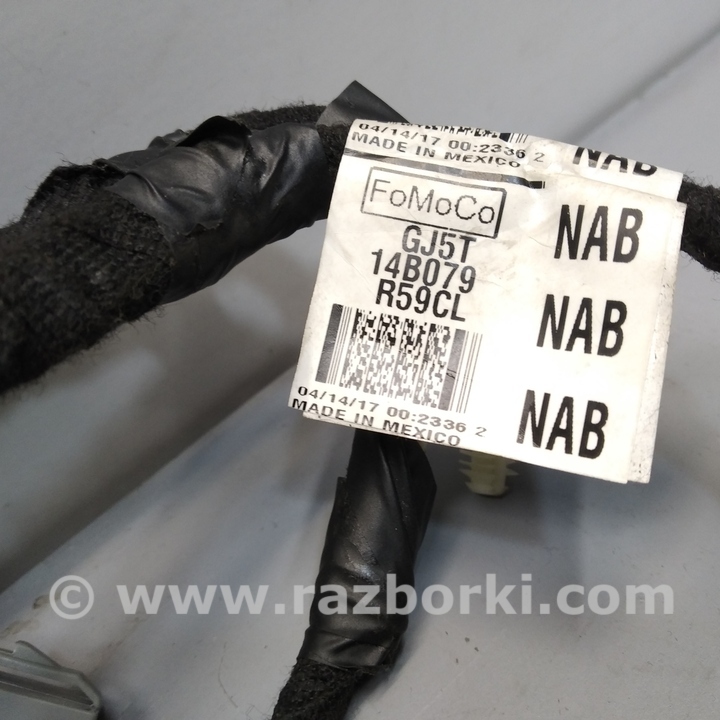 04/14/17 00:2336 2
MADE IN MEXICO
NAB
FoMoCo
GJ5T
14B079
R59CL
NAB
NAB
04/14/17 00:2336 2
MADE IN MEXICO
NAB
© www.razborki.com